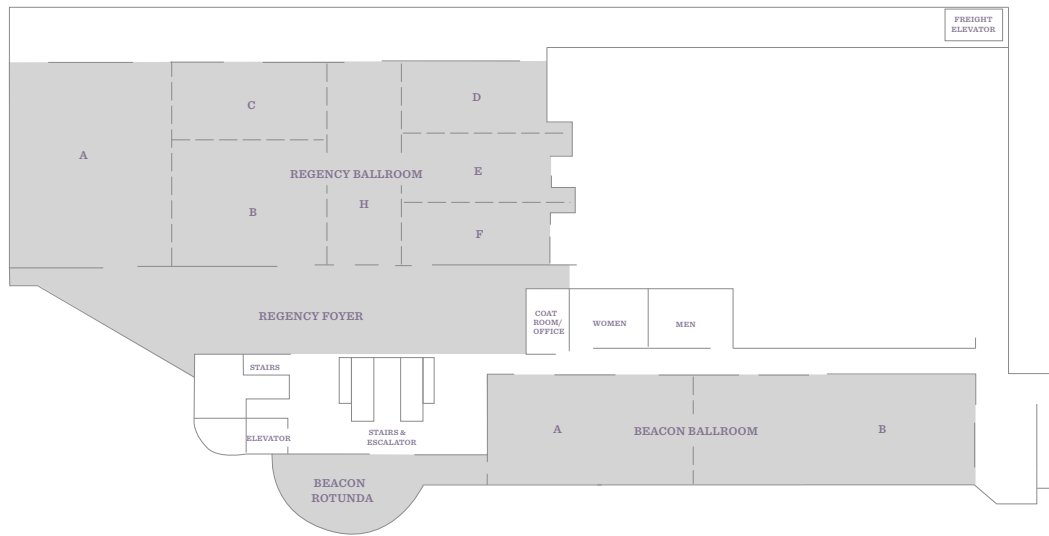 FREIGHT
ELEVATOR
C
D
A
REGENCY BALLROOM
E
B
H
F
REGENCY FOYER
COAT
ROOM/
OFFICE
WOMEN
MEN
STAIRS
ELEVATOR
STAIRS &
ESCALATOR
A
BEACON BALLROOM
B
BEACON
ROTUNDA